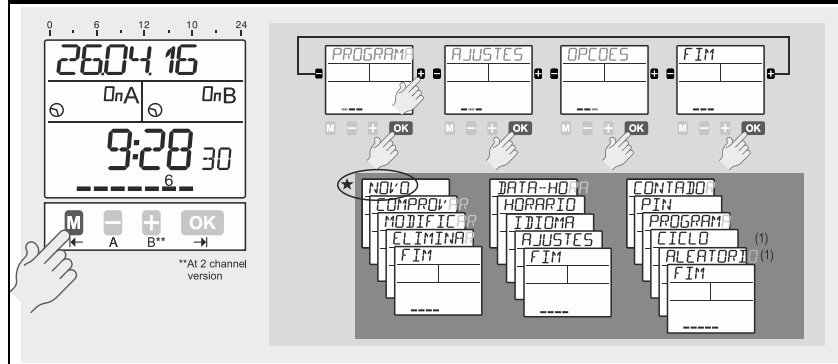 0 6 12 10 24
26.04. 16
OnA OnB
9:28 30
6
M - + OK
A B**
**At 2 channel
version
PROGRAMA AJUSTES OPCOES FIM
- + - + - + - +
M - + OK M - + OK M - + OK M - + OK
★ NOVO
COMPROVAR
MODIFICAR
ELIMINAR
FIM
DATA-HORA
HORARIO
IDIOMA
AJUSTES
FIM
CONTADOR
PIN
PROGRAM
CICLO (1)
ALEATORIO (1)
FIM